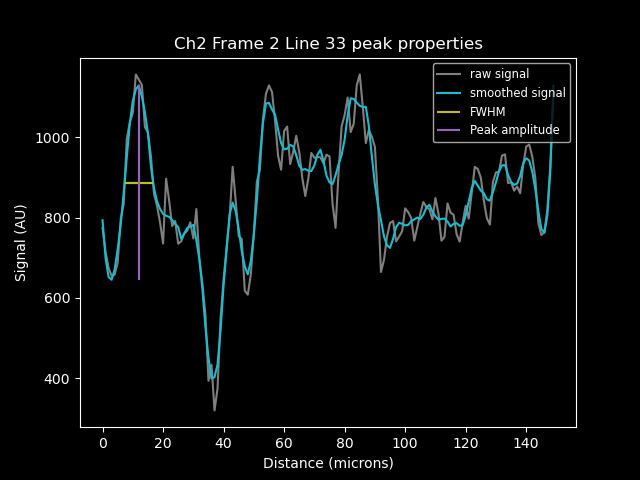 Ch2 Frame 2 Line 33 peak properties
raw signal
smoothed signal
FWHM
Peak amplitude
1000
800
600
400
Signal (AU)
0 20 40 60 80 100 120 140
Distance (microns)